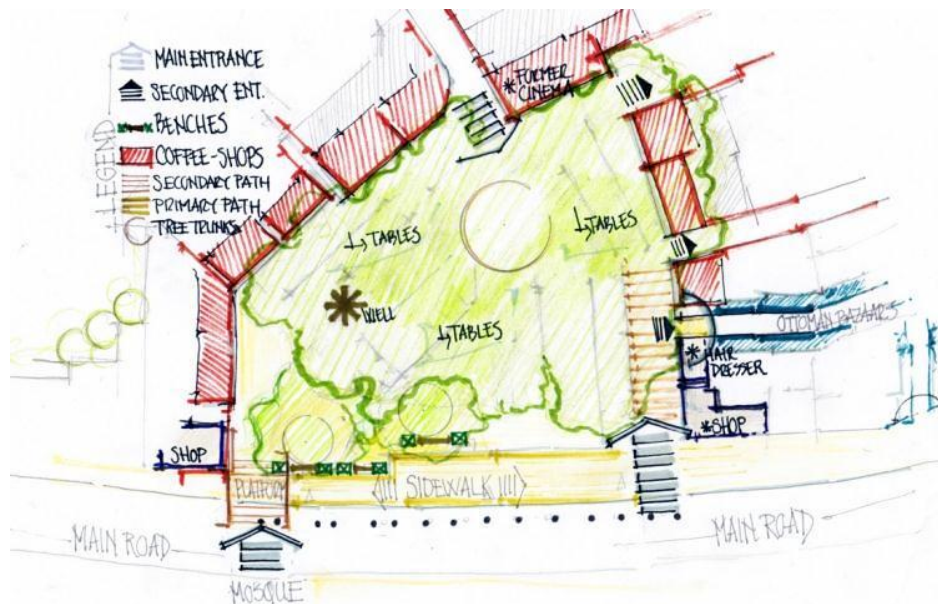 LEGEND
MAIN ENTRANCE
SECONDARY ENT.
BENCHES
COFFEE-SHOPS
SECONDARY PATH
PRIMARY PATH
TREE TRUNKS
*FORMER
CINEMA
TABLES
TABLES
WELL
TABLES
OTTOMAN BAZAARS
*HAIR
DRESSER
*SHOP
SHOP
PLATFORM
SIDEWALK
MAIN ROAD
MAIN ROAD
MOSQUE